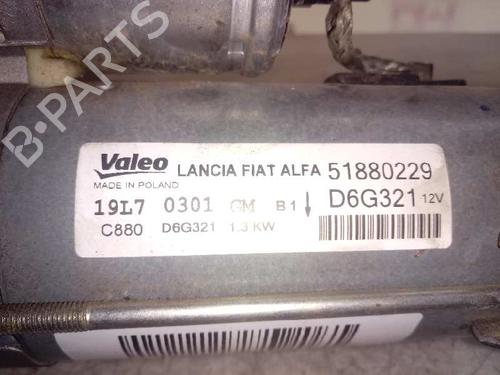 B-PARTS
Valeo LANCIA FIAT ALFA 51880229
MADE IN POLAND
D6G321 12V
19L7 0301 GM B1 ↓
C880 D6G321 1.3 KW